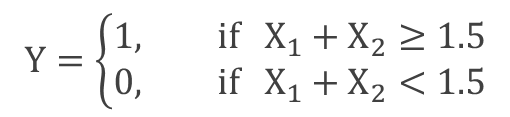 Y = {1, if X₁ + X₂ ≥ 1.5
0, if X₁ + X₂ < 1.5